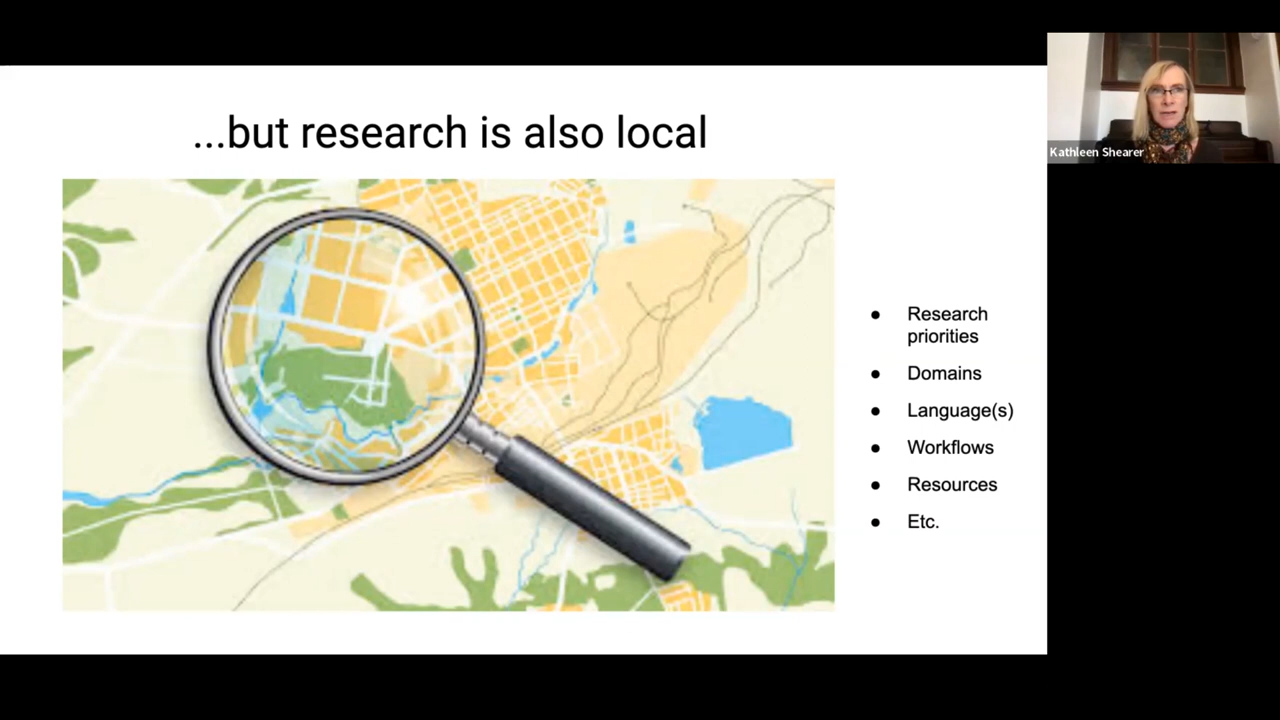 ...but research is also local
Kathleen Shearer
● Research
priorities
● Domains
● Language(s)
● Workflows
● Resources
● Etc.